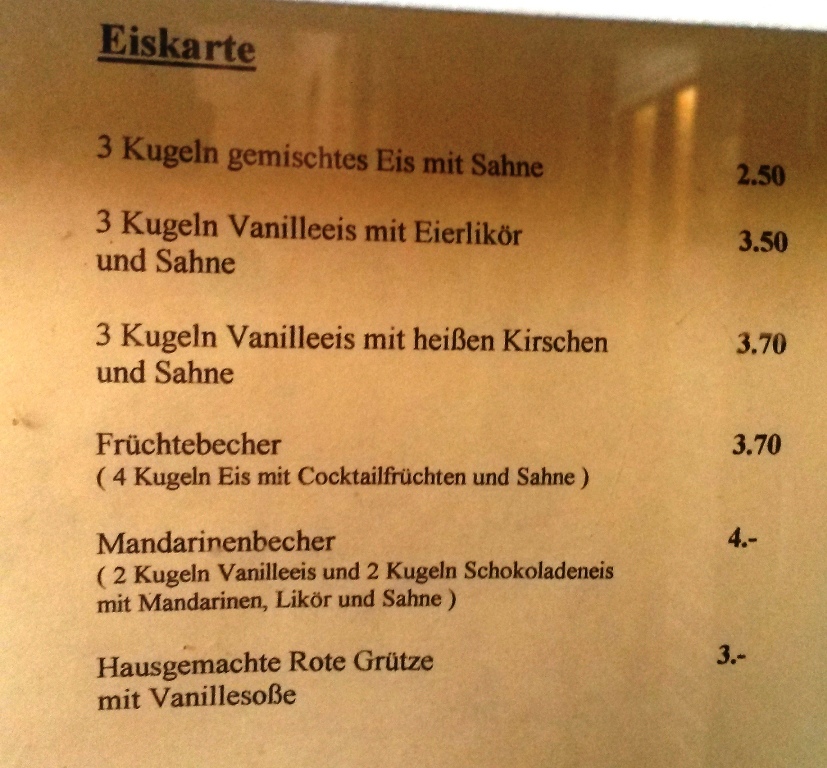 Eiskarte
3 Kugeln gemischtes Eis mit Sahne 2.50
3 Kugeln Vanilleeis mit Eierlikör 3.50
und Sahne
3 Kugeln Vanilleeis mit heißen Kirschen 3.70
und Sahne
Früchtebecher 3.70
( 4 Kugeln Eis mit Cocktailfrüchten und Sahne )
Mandarinenbecher 4.-
( 2 Kugeln Vanilleeis und 2 Kugeln Schokoladeneis
mit Mandarinen, Likör und Sahne )
Hausgemachte Rote Grütze 3.-
mit Vanillesoße